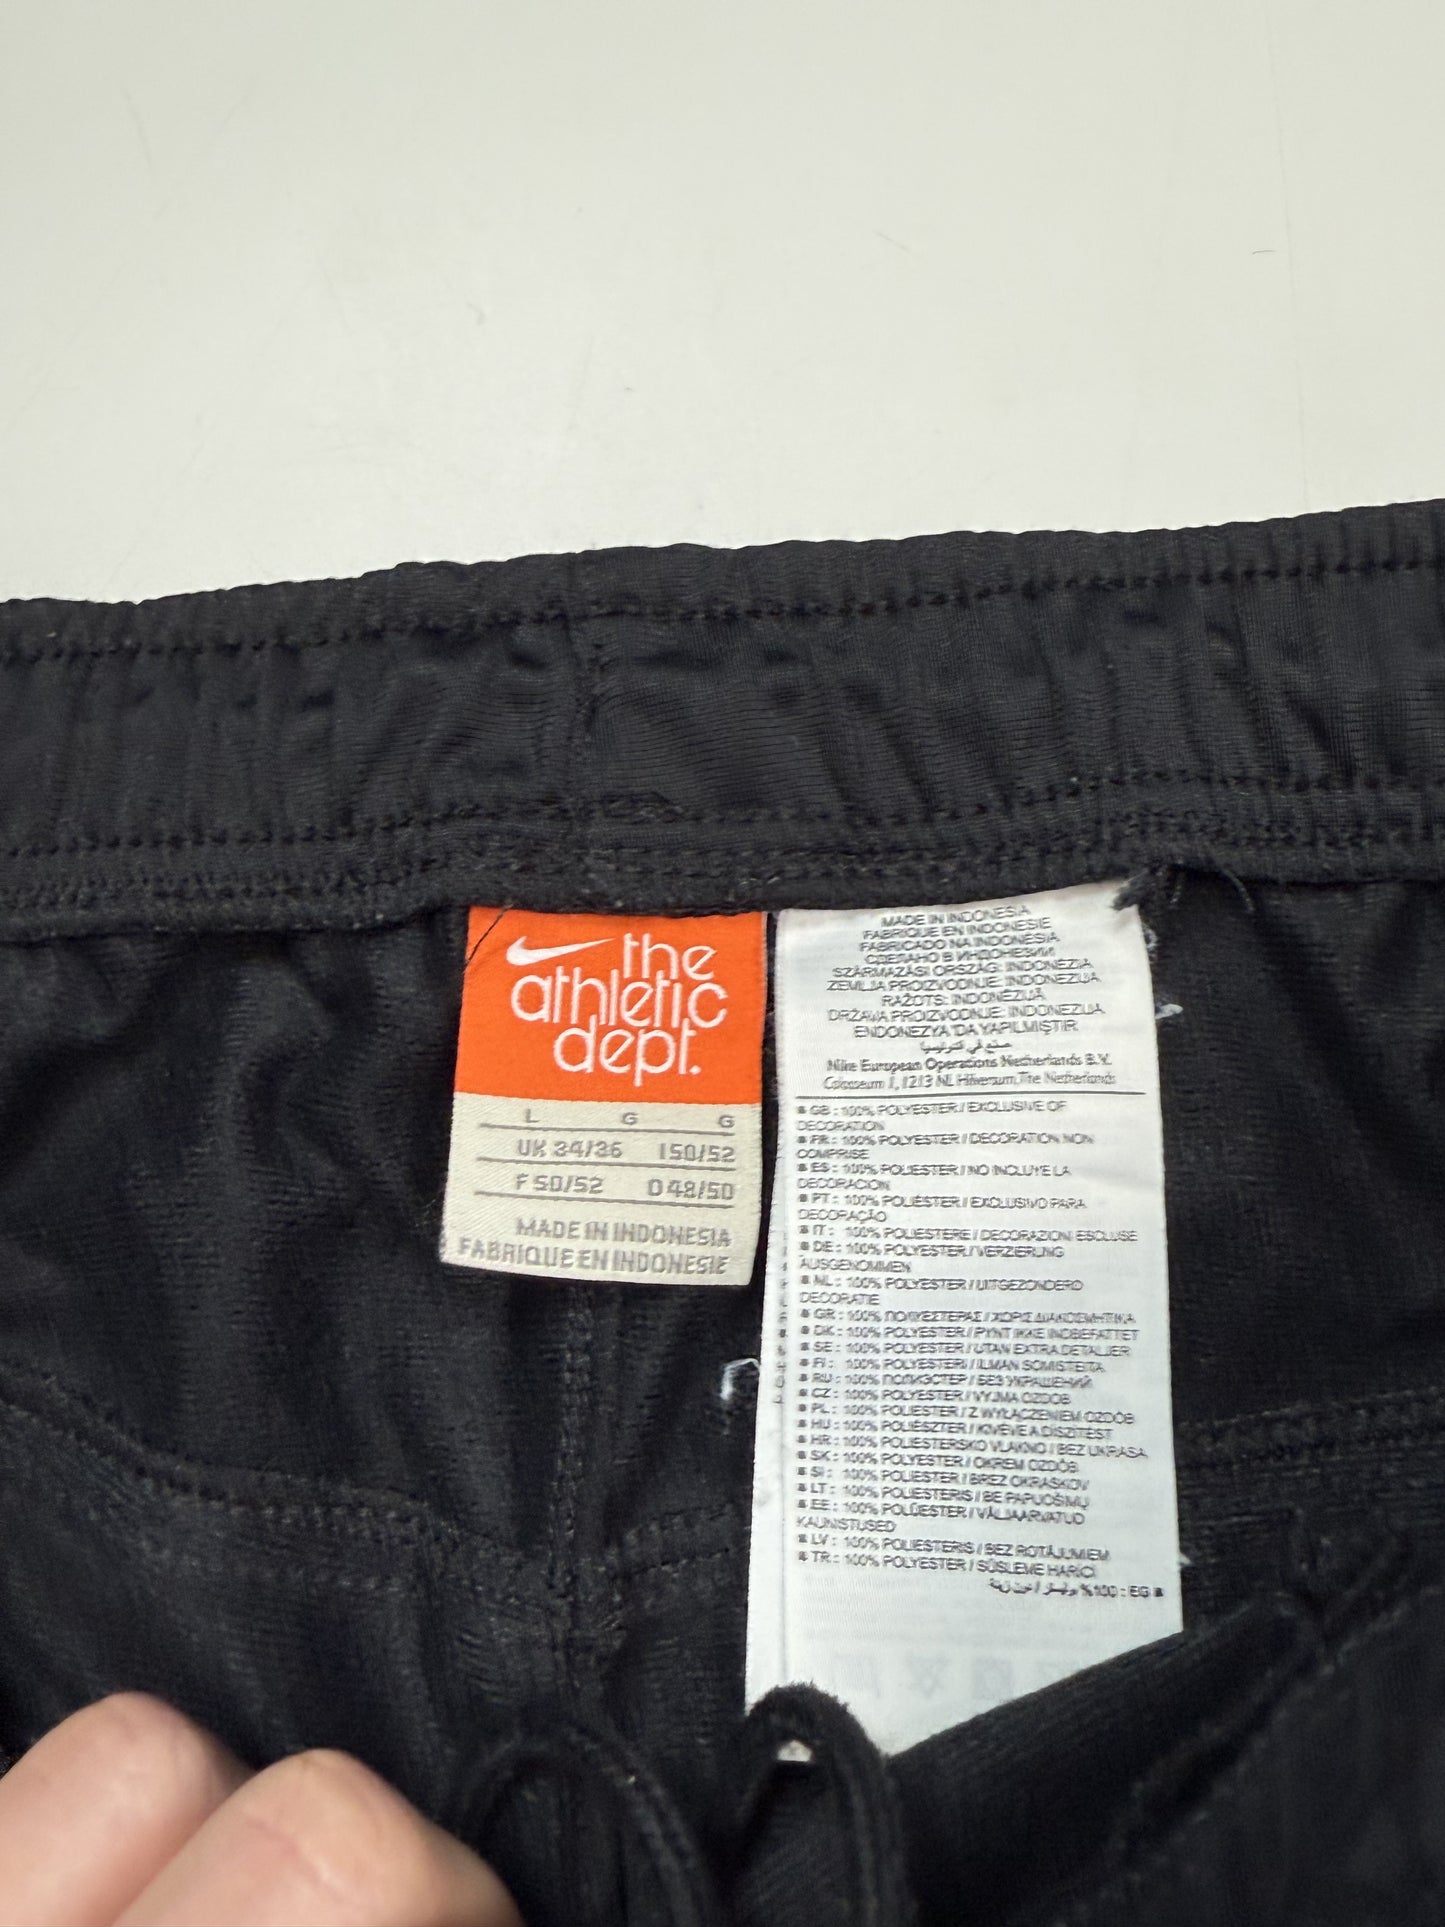 the
athletic
dept.
L G G
UK 34/36 I 50/52
F 50/52 D 48/50
MADE IN INDONESIA
FABRIQUE EN INDONESIE
MADE IN INDONESIA
FABRIQUE EN INDONESIE
FABRICADO NA INDONÉSIA
СДЕЛАНО В ИНДОНЕЗИИ
SZÁRMAZÁSI ORSZÁG: INDONÉZIA
ZEMLJA PROIZVODNJE: INDONEZIJA
RAŽOTS: INDONĒZIJĀ
DRŽAVA PROIZVODNJE: INDONEZIJA
ENDONEZYA'DA YAPILMIŞTIR
Nike European Operations Netherlands B.V.
Colosseum 1, 1213 NL Hilversum, The Netherlands
GB : 100% POLYESTER / EXCLUSIVE OF
DECORATION
FR : 100% POLYESTER / DECORATION NON
COMPRISE
ES : 100% POLIESTER / NO INCLUYE LA
DECORACION
PT : 100% POLIÉSTER / EXCLUSIVO PARA
DECORAÇÃO
IT : 100% POLIESTERE / DECORAZIONI ESCLUSE
DE : 100% POLYESTER / VERZIERUNG
AUSGENOMMEN
NL : 100% POLYESTER / UITGEZONDERD
DECORATIE
GR : 100% ΠΟΛΥΕΣΤΕΡΑΣ / ΧΩΡΙΣ ΔΙΑΚΟΣΜΗΤΙΚΑ
DK : 100% POLYESTER / PYNT IKKE INDBEFATTET
SE : 100% POLYESTER / UTAN EXTRA DETALJER
FI : 100% POLYESTERI / ILMAN SOMISTEITA
RU : 100% ПОЛИЭСТЕР / БЕЗ УКРАШЕНИЙ
CZ : 100% POLYESTER / VYJMA OZDOB
PL : 100% POLIESTER / Z WYŁĄCZENIEM OZDÓB
HU : 100% POLIÉSZTER / KIVÉVE A DÍSZÍTÉST
HR : 100% POLIESTERSKO VLAKNO / BEZ UKRASA
SK : 100% POLYESTER / OKREM OZDÔB
SI : 100% POLIESTER / BREZ OKRASKOV
LT : 100% POLIESTERIS / BE PAPUOŠIMŲ
EE : 100% POLÜESTER / VÄLJAARVATUD
KAUNISTUSED
LV : 100% POLIESTERIS / BEZ ROTĀJUMIEM
TR : 100% POLYESTER / SÜSLEME HARİCİ
EG : %100